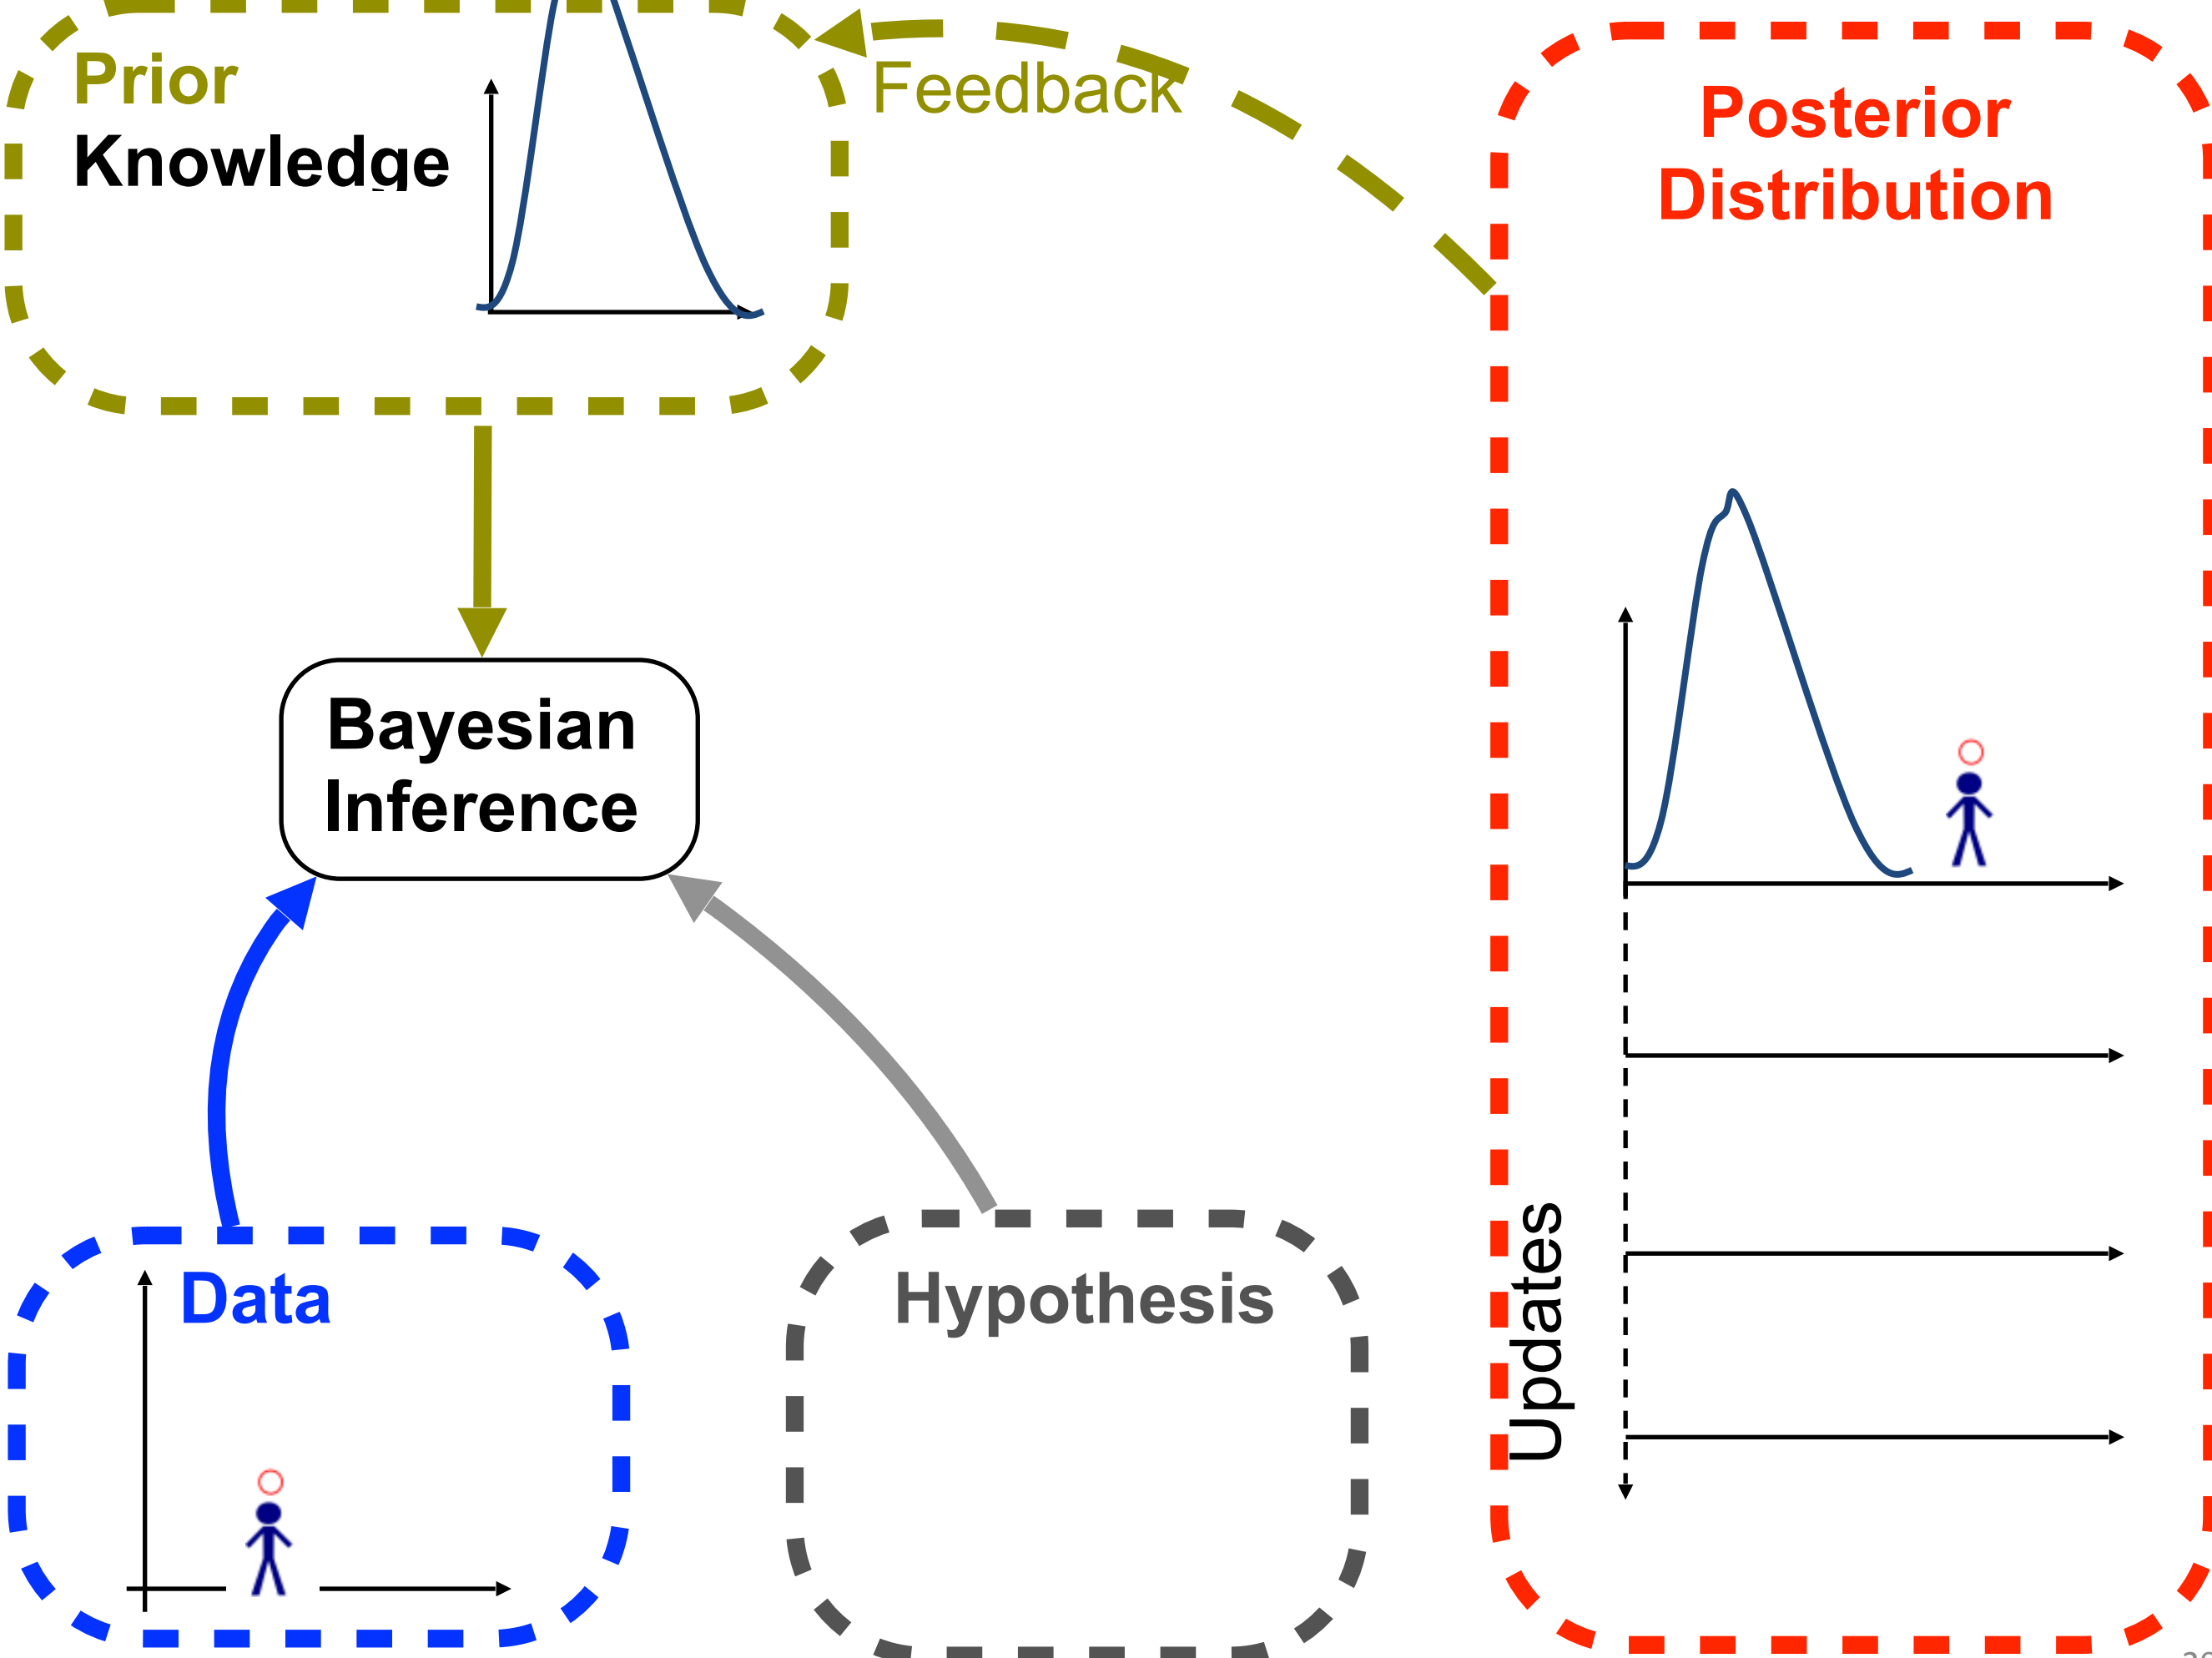 Prior
Knowledge
Feedback
Posterior
Distribution
Bayesian
Inference
Data
Hypothesis
Updates